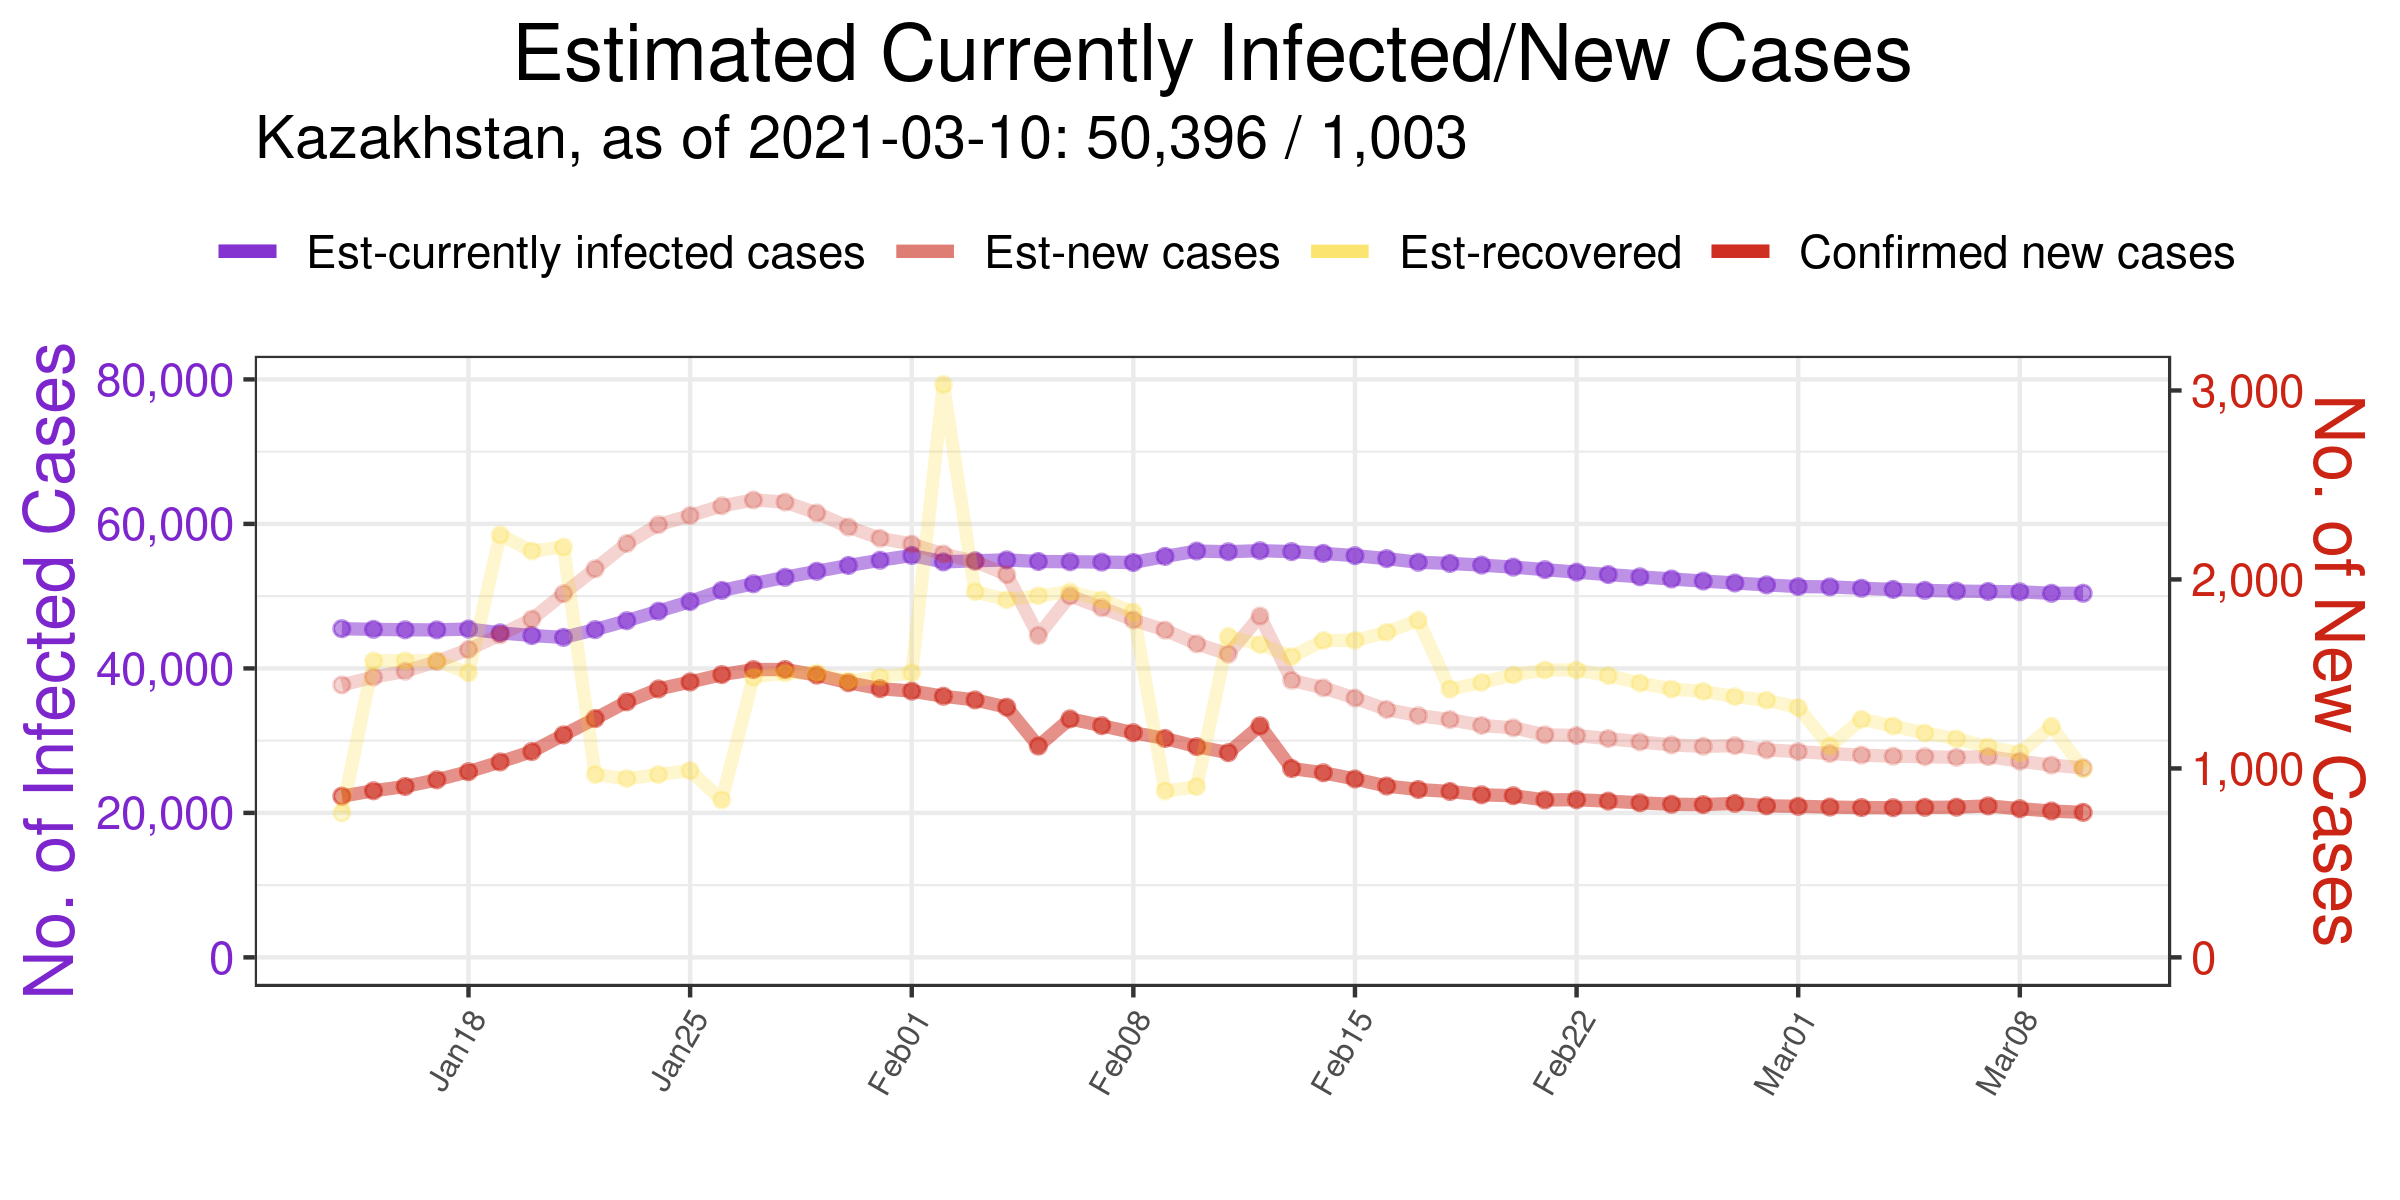 Estimated Currently Infected/New Cases
Kazakhstan, as of 2021-03-10: 50,396 / 1,003
Est-currently infected cases Est-new cases Est-recovered Confirmed new cases
No. of Infected Cases
80,000
60,000
40,000
20,000
0
3,000
2,000
1,000
0
No. of New Cases
Jan18 Jan25 Feb01 Feb08 Feb15 Feb22 Mar01 Mar08